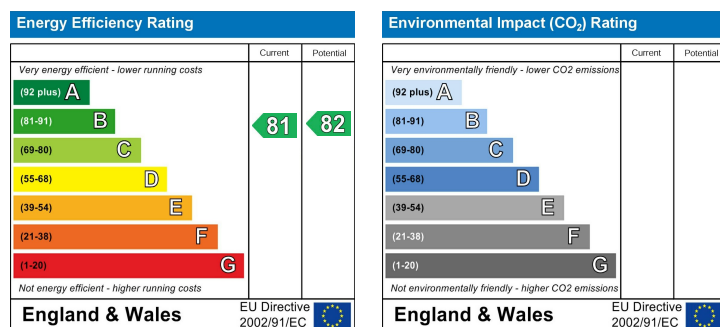 Energy Efficiency Rating
Current Potential
Very energy efficient - lower running costs
(92 plus) A
(81-91) B
(69-80) C
(55-68) D
(39-54) E
(21-38) F
(1-20) G
81 82
Not energy efficient - higher running costs
England & Wales
EU Directive
2002/91/EC
Environmental Impact (CO₂) Rating
Current Potential
Very environmentally friendly - lower CO2 emissions
(92 plus) A
(81-91) B
(69-80) C
(55-68) D
(39-54) E
(21-38) F
(1-20) G
Not environmentally friendly - higher CO2 emissions
England & Wales
EU Directive
2002/91/EC